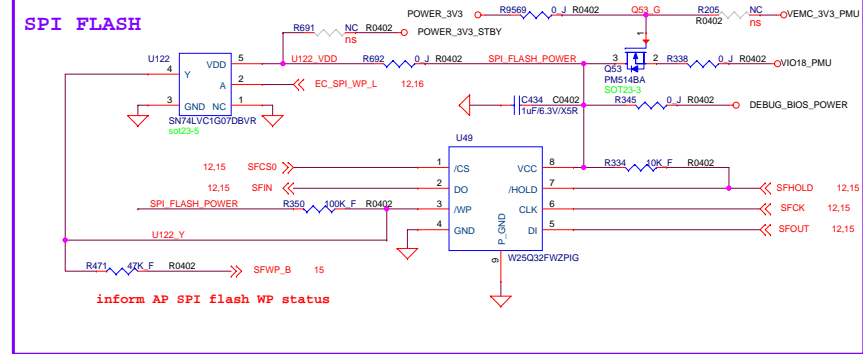 SPI FLASH
POWER_3V3
R9569
0_J
R0402
Q53_G
R205
NC
VEMC_3V3_PMU
R0402
ns
R691
NC
R0402
POWER_3V3_STBY
ns
1
U122
U122_VDD
R692
0_J
R0402
SPI_FLASH_POWER
3
2
R338
0_J
R0402
VIO18_PMU
Q53
PM514BA
SOT23-3
4
Y
VDD
5
A
2
EC_SPI_WP_L
12,16
3
GND
NC
1
SN74LVC1G07DBVR
sot23-5
C434
C0402
1uF/6.3V/X5R
R345
0_J
R0402
DEBUG_BIOS_POWER
U49
12,15
SFCS0
1
/CS
VCC
8
R334
10K_F
R0402
12,15
SFIN
2
DO
/HOLD
7
SFHOLD
12,15
SPI_FLASH_POWER
R350
100K_F
R0402
3
/WP
CLK
6
SFCK
12,15
4
GND
P_GND
DI
5
SFOUT
12,15
U122_Y
9
W25Q32FWZPIG
R471
47K_F
R0402
SFWP_B
15
inform AP SPI flash WP status